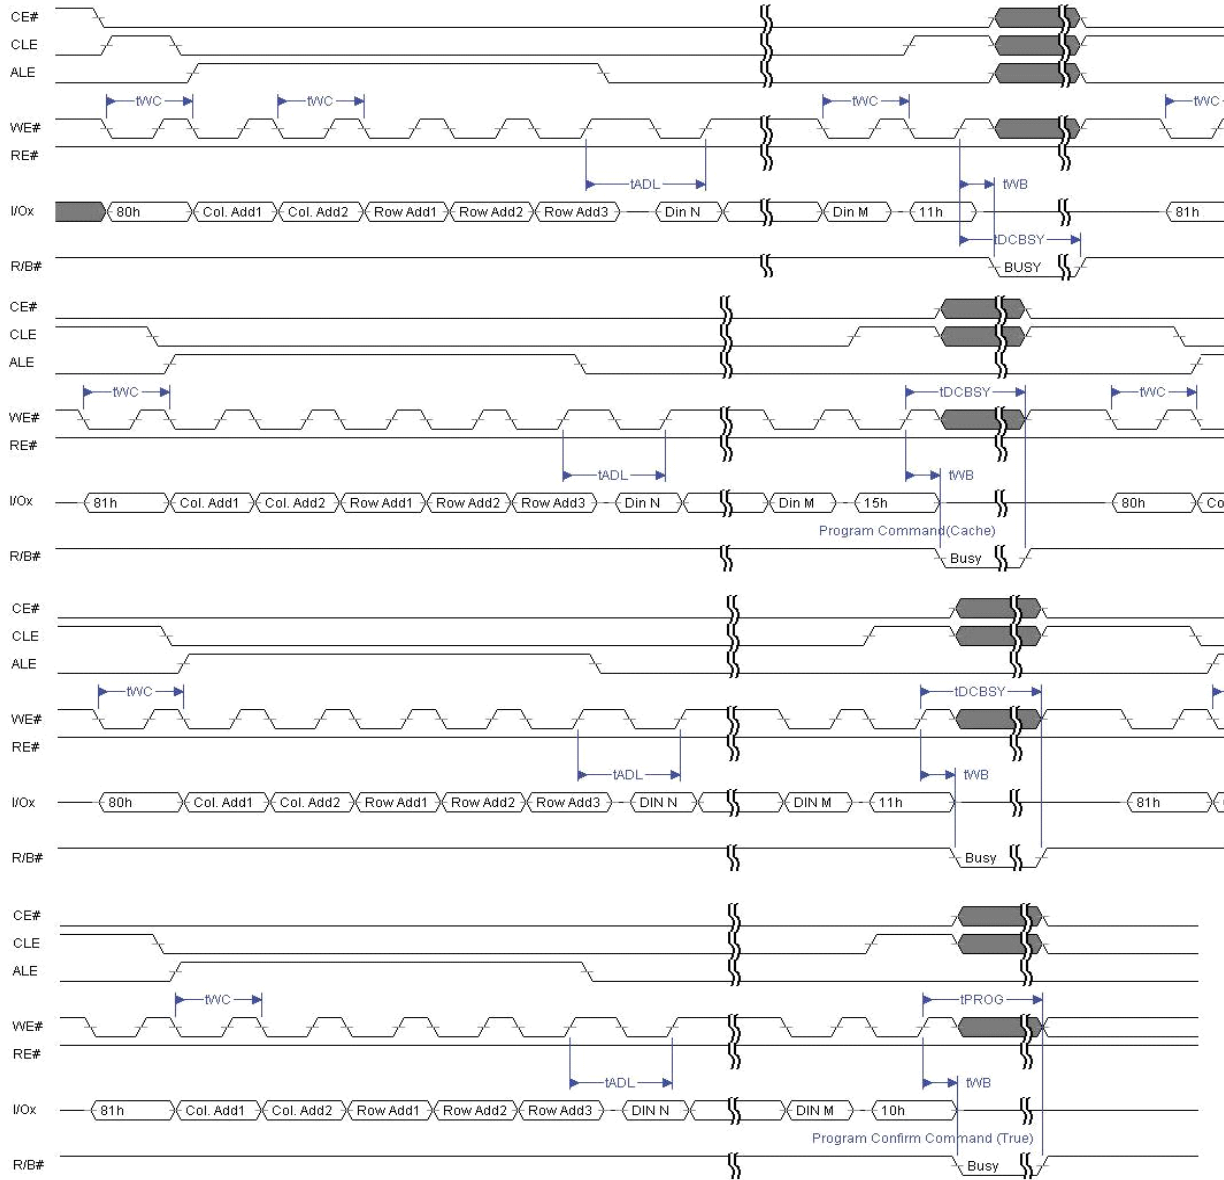 CE#
CLE
ALE
tWC tWC tWC tWC
WE#
RE#
tADL tWB
I/Ox 80h Col. Add1 Col. Add2 Row Add1 Row Add2 Row Add3 Din N Din M 11h 81h
tDCBSY
R/B# BUSY
CE#
CLE
ALE
tWC tDCBSY tWC
WE#
RE#
tADL tWB
I/Ox 81h Col. Add1 Col. Add2 Row Add1 Row Add2 Row Add3 Din N Din M 15h 80h Co
Program Command(Cache)
R/B# Busy
CE#
CLE
ALE
tWC tDCBSY
WE#
RE#
tADL tWB
I/Ox 80h Col. Add1 Col. Add2 Row Add1 Row Add2 Row Add3 DIN N DIN M 11h 81h
R/B# Busy
CE#
CLE
ALE
tWC tPROG
WE#
RE#
tADL tWB
I/Ox 81h Col. Add1 Col. Add2 Row Add1 Row Add2 Row Add3 DIN N DIN M 10h
Program Confirm Command (True)
R/B# Busy